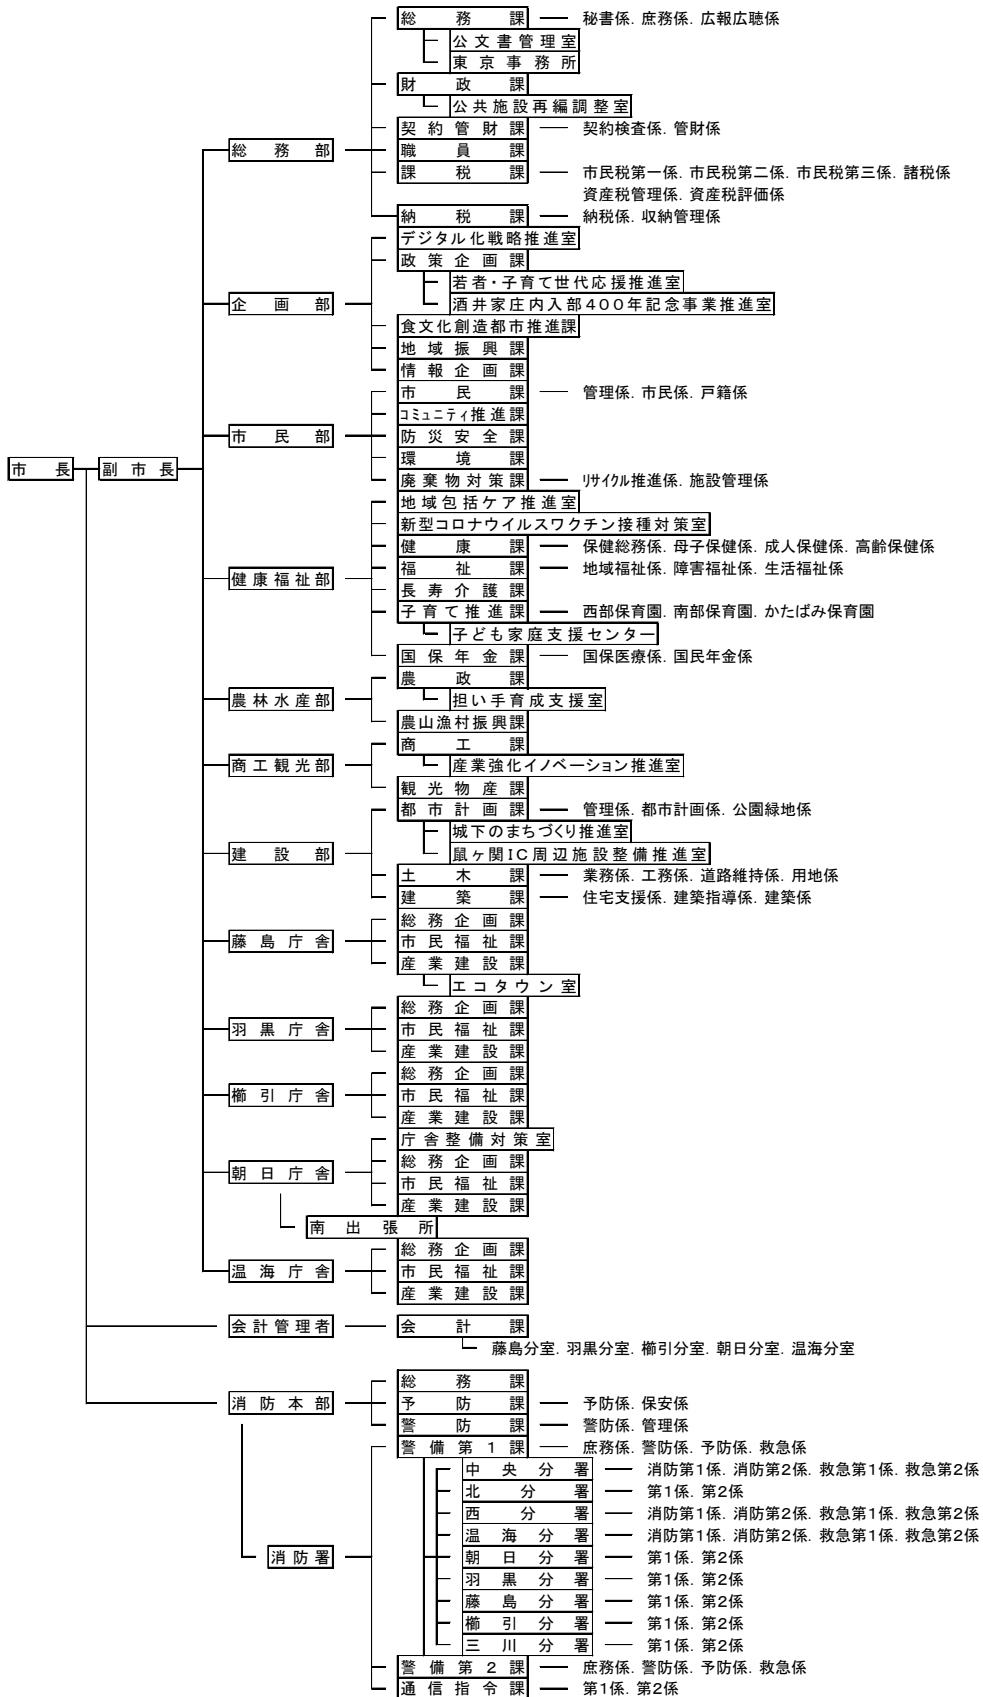 総務課 秘書係．庶務係．広報広聴係
公文書管理室
東京事務所
財政課
公共施設再編調整室
契約管財課 契約検査係．管財係
総務部 職員課
課税課 市民税第一係．市民税第二係．市民税第三係．諸税係
資産税管理係．資産税評価係
納税課 納税係．収納管理係
デジタル化戦略推進室
政策企画課
若者・子育て世代応援推進室
企画部 酒井家庄内入部400年記念事業推進室
食文化創造都市推進課
地域振興課
情報企画課
市民課 管理係．市民係．戸籍係
コミュニティ推進課
市民部 防災安全課
環境課
市長 副市長
廃棄物対策課 リサイクル推進係．施設管理係
地域包括ケア推進室
新型コロナウイルスワクチン接種対策室
健康課 保健総務係．母子保健係．成人保健係．高齢保健係
福祉課 地域福祉係．障害福祉係．生活福祉係
健康福祉部
長寿介護課
子育て推進課 西部保育園．南部保育園．かたばみ保育園
子ども家庭支援センター
国保年金課 国保医療係．国民年金係
農政課
農林水産部 担い手育成支援室
農山漁村振興課
商工課
商工観光部 産業強化イノベーション推進室
観光物産課
都市計画課 管理係．都市計画係．公園緑地係
城下のまちづくり推進室
建設部 鼠ヶ関IC周辺施設整備推進室
土木課 業務係．工務係．道路維持係．用地係
建築課 住宅支援係．建築指導係．建築係
総務企画課
藤島庁舎 市民福祉課
産業建設課
エコタウン室
総務企画課
羽黒庁舎 市民福祉課
産業建設課
総務企画課
櫛引庁舎 市民福祉課
産業建設課
庁舎整備対策室
総務企画課
朝日庁舎
市民福祉課
産業建設課
南出張所
総務企画課
温海庁舎 市民福祉課
産業建設課
会計管理者 会計課
藤島分室．羽黒分室．櫛引分室．朝日分室．温海分室
総務課
消防本部 予防課 予防係．保安係
警防課 警防係．管理係
警備第1課 庶務係．警防係．予防係．救急係
中央分署 消防第1係．消防第2係．救急第1係．救急第2係
北分署 第1係．第2係
西分署 消防第1係．消防第2係．救急第1係．救急第2係
温海分署 消防第1係．消防第2係．救急第1係．救急第2係
消防署 朝日分署 第1係．第2係
羽黒分署 第1係．第2係
藤島分署 第1係．第2係
櫛引分署 第1係．第2係
三川分署 第1係．第2係
警備第2課 庶務係．警防係．予防係．救急係
通信指令課 第1係．第2係